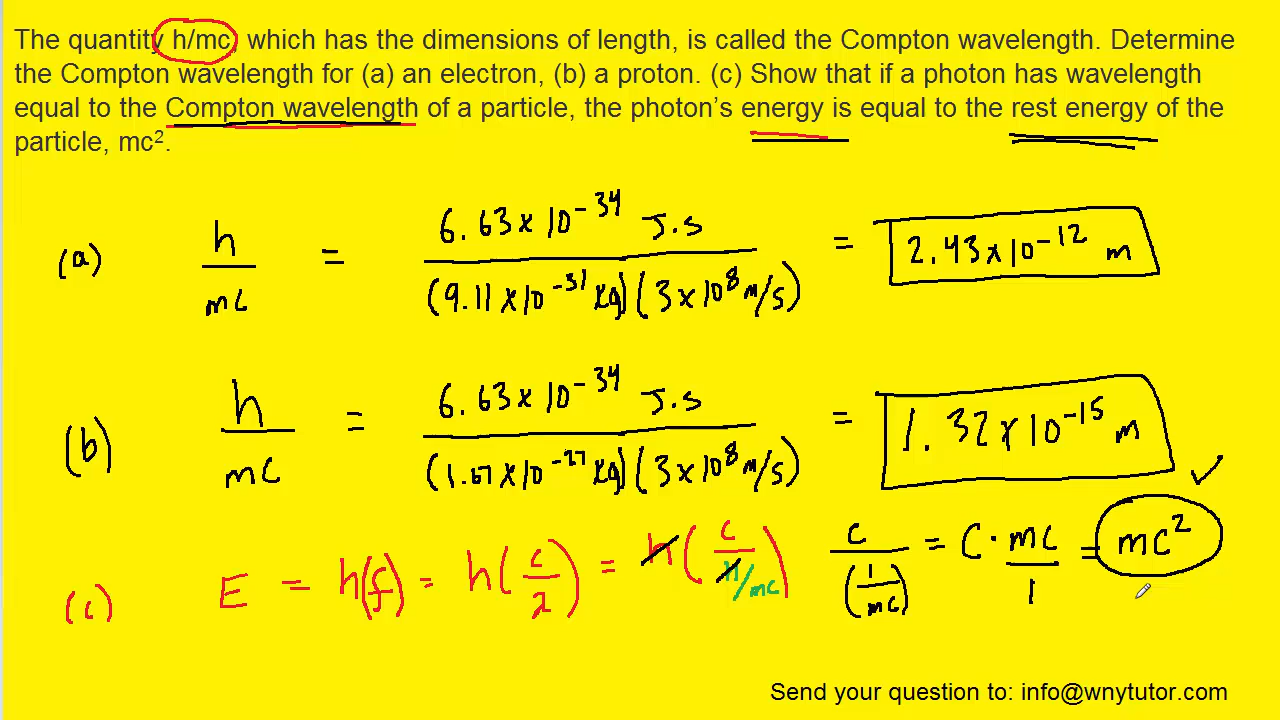 The quantity h/mc, which has the dimensions of length, is called the Compton wavelength. Determine
the Compton wavelength for (a) an electron, (b) a proton. (c) Show that if a photon has wavelength
equal to the Compton wavelength of a particle, the photon's energy is equal to the rest energy of the
particle, mc².
(a) h/mc = 6.63 x 10⁻³⁴ J.s / (9.11 x 10⁻³¹ kg)(3 x 10⁸ m/s) = 2.43 x 10⁻¹² m
(b) h/mc = 6.63 x 10⁻³⁴ J.s / (1.67 x 10⁻²⁷ kg)(3 x 10⁸ m/s) = 1.32 x 10⁻¹⁵ m ✓
(c) E = h(f) = h(c/λ) = h(c/h/mc) c/(1/mc) = c · mc/1 = mc²
Send your question to: info@wnytutor.com